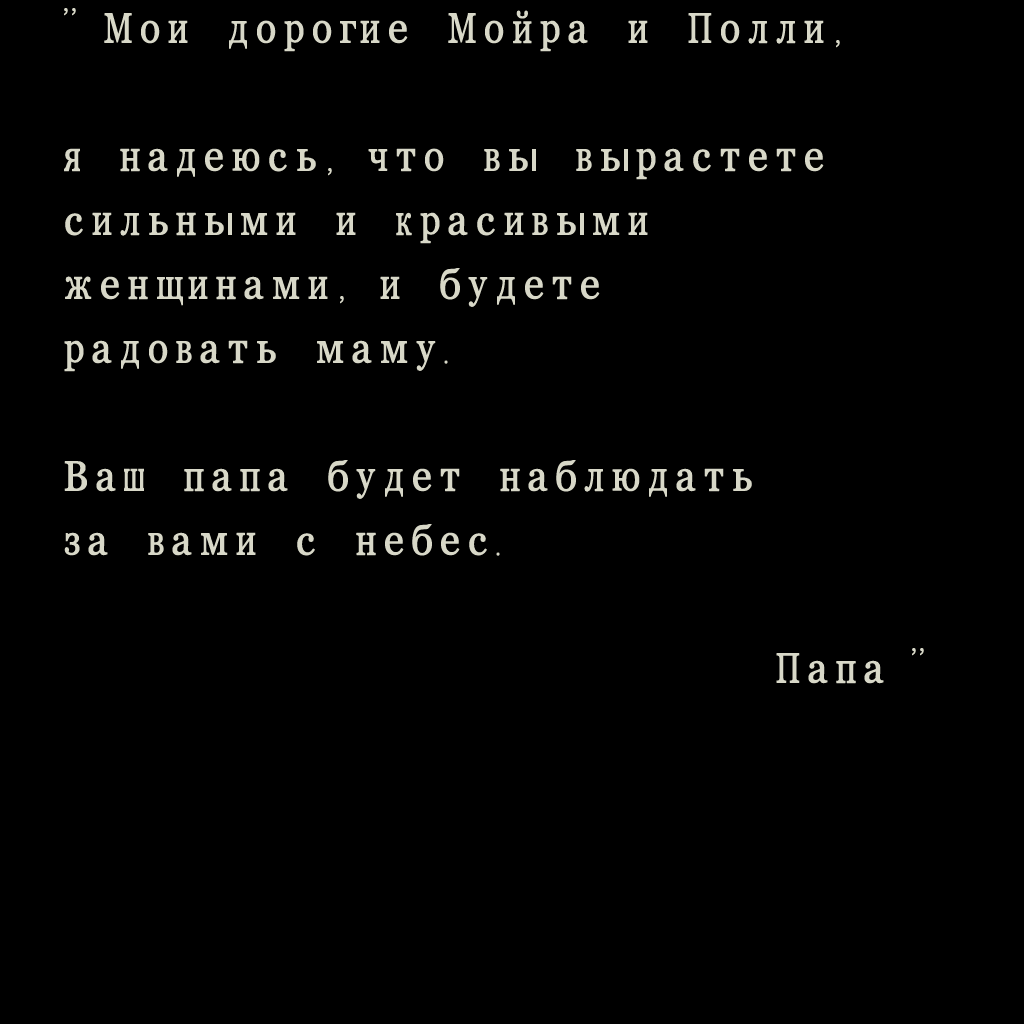 ’’ Мои дорогие Мойра и Полли,
я надеюсь, что вы вырастете
сильными и красивыми
женщинами, и будете
радовать маму.
Ваш папа будет наблюдать
за вами с небес.
Папа ’’